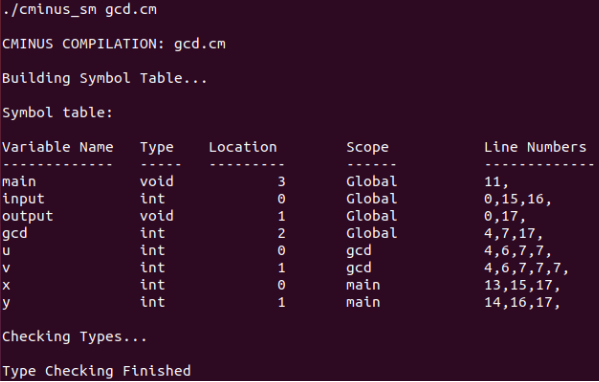 ./cminus_sm gcd.cm
CMINUS COMPILATION: gcd.cm
Building Symbol Table...
Symbol table:
Variable Name   Type    Location        Scope           Line Numbers
-------------   -----   ---------       ------          -------------
main            void            3       Global          11,
input           int             0       Global          0,15,16,
output          void            1       Global          0,17,
gcd             int             2       Global          4,7,17,
u               int             0       gcd             4,6,7,7,
v               int             1       gcd             4,6,7,7,7,
x               int             0       main            13,15,17,
y               int             1       main            14,16,17,
Checking Types...
Type Checking Finished